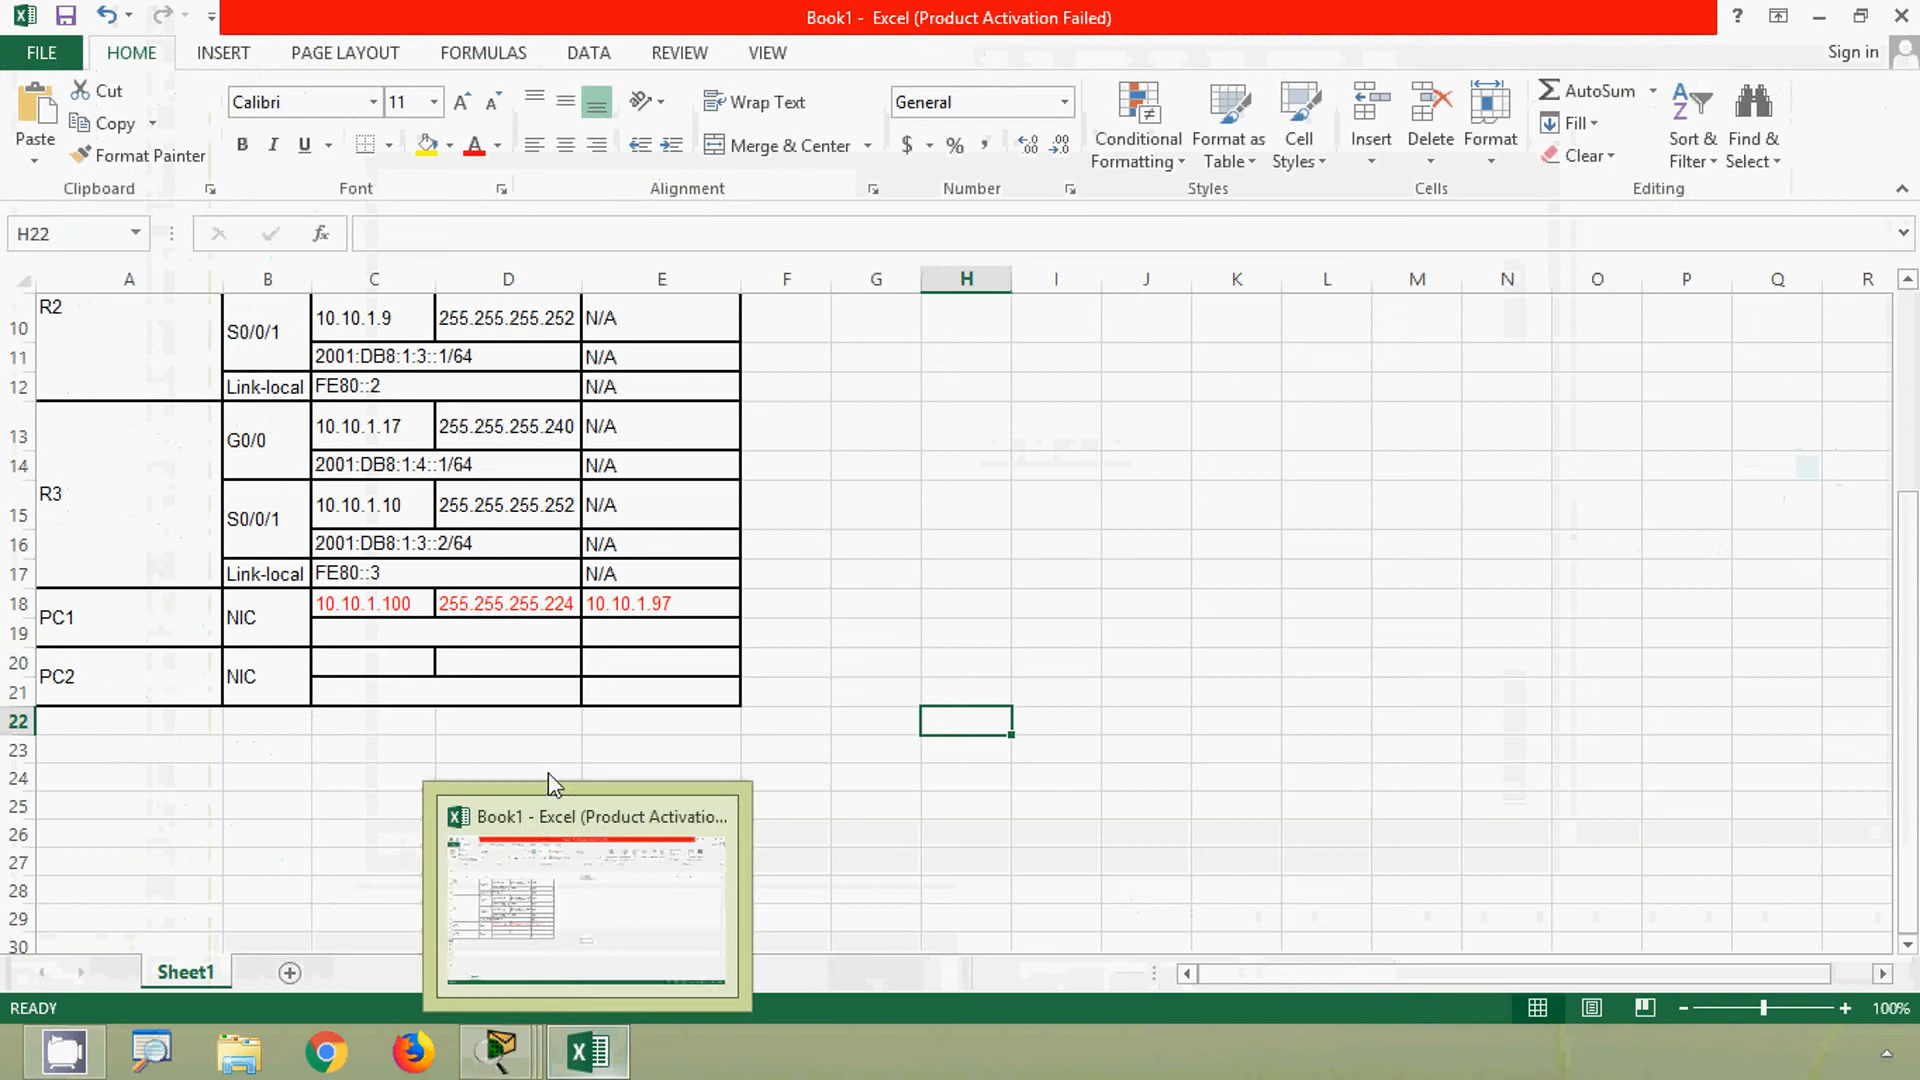 Book1 - Excel (Product Activation Failed)
?
FILE HOME INSERT PAGE LAYOUT FORMULAS DATA REVIEW VIEW
Sign in
Paste
Cut
Copy
Format Painter
Clipboard
Calibri 11
B I U
Font
Wrap Text
Merge & Center
Alignment
General
$ % ,
Number
Conditional Formatting
Format as Table
Cell Styles
Styles
Insert
Delete
Format
Cells
AutoSum
Fill
Clear
Sort & Filter
Find & Select
Editing
H22
fx
A B C D E F G H I J K L M N O P Q R
R2
10 S0/0/1 10.10.1.9 255.255.255.252 N/A
11 2001:DB8:1:3::1/64 N/A
12 Link-local FE80::2 N/A
13 G0/0 10.10.1.17 255.255.255.240 N/A
14 2001:DB8:1:4::1/64 N/A
R3
15 S0/0/1 10.10.1.10 255.255.255.252 N/A
16 2001:DB8:1:3::2/64 N/A
17 Link-local FE80::3 N/A
18 10.10.1.100 255.255.255.224 10.10.1.97
PC1 NIC
19
20
PC2 NIC
21
22
23
24
25
26
27
28
29
30
Book1 - Excel (Product Activatio...
Sheet1
READY
100%